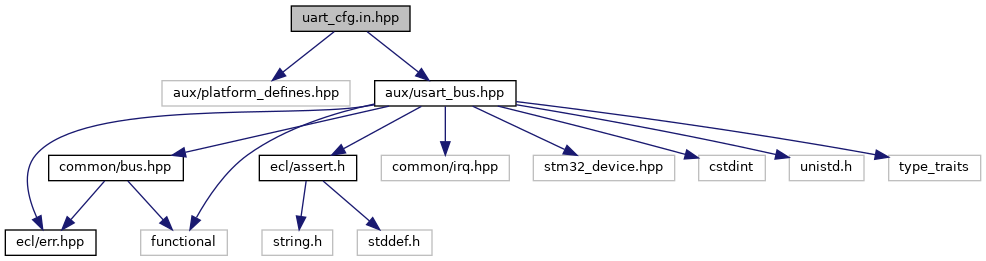 uart_cfg.in.hpp
aux/platform_defines.hpp
aux/usart_bus.hpp
common/bus.hpp
ecl/assert.h
common/irq.hpp
stm32_device.hpp
cstdint
unistd.h
type_traits
ecl/err.hpp
functional
string.h
stddef.h